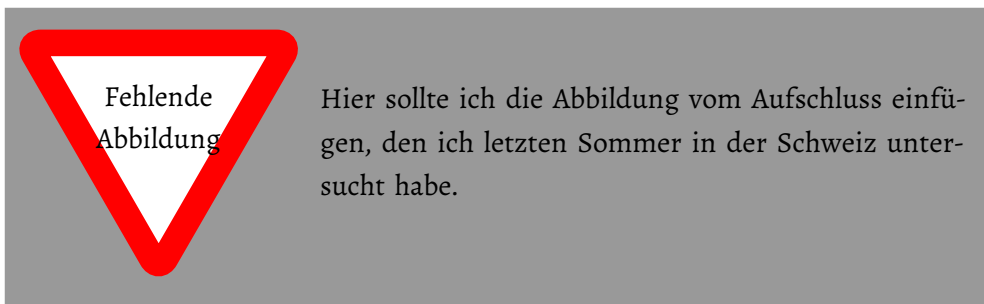 Fehlende
Abbildung
Hier sollte ich die Abbildung vom Aufschluss einfü-
gen, den ich letzten Sommer in der Schweiz unter-
sucht habe.